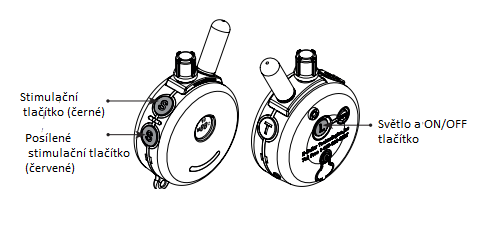 Stimulační
tlačítko (černé)
Posílené
stimulační tlačítko
(červené)
Světlo a ON/OFF
tlačítko
S
T
L